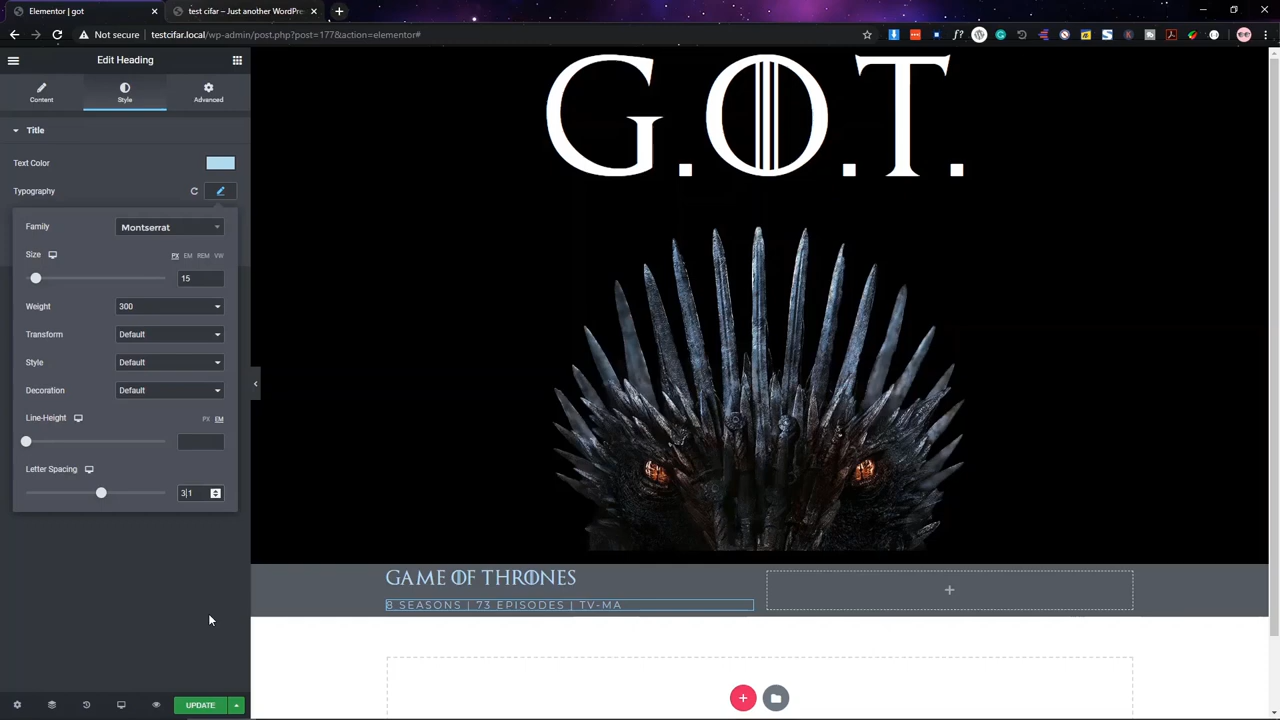 Elementor | got
test cifar – Just another WordPre
Not secure
testcifar.local/wp-admin/post.php?post=177&action=elementor#
Edit Heading
Content
Style
Advanced
Title
Text Color
Typography
Family
Montserrat
Size
PX
EM
REM
VW
15
Weight
300
Transform
Default
Style
Default
Decoration
Default
Line-Height
PX
EM
Letter Spacing
31
UPDATE
G.O.T.
GAME OF THRONES
8 SEASONS | 73 EPISODES | TV-MA